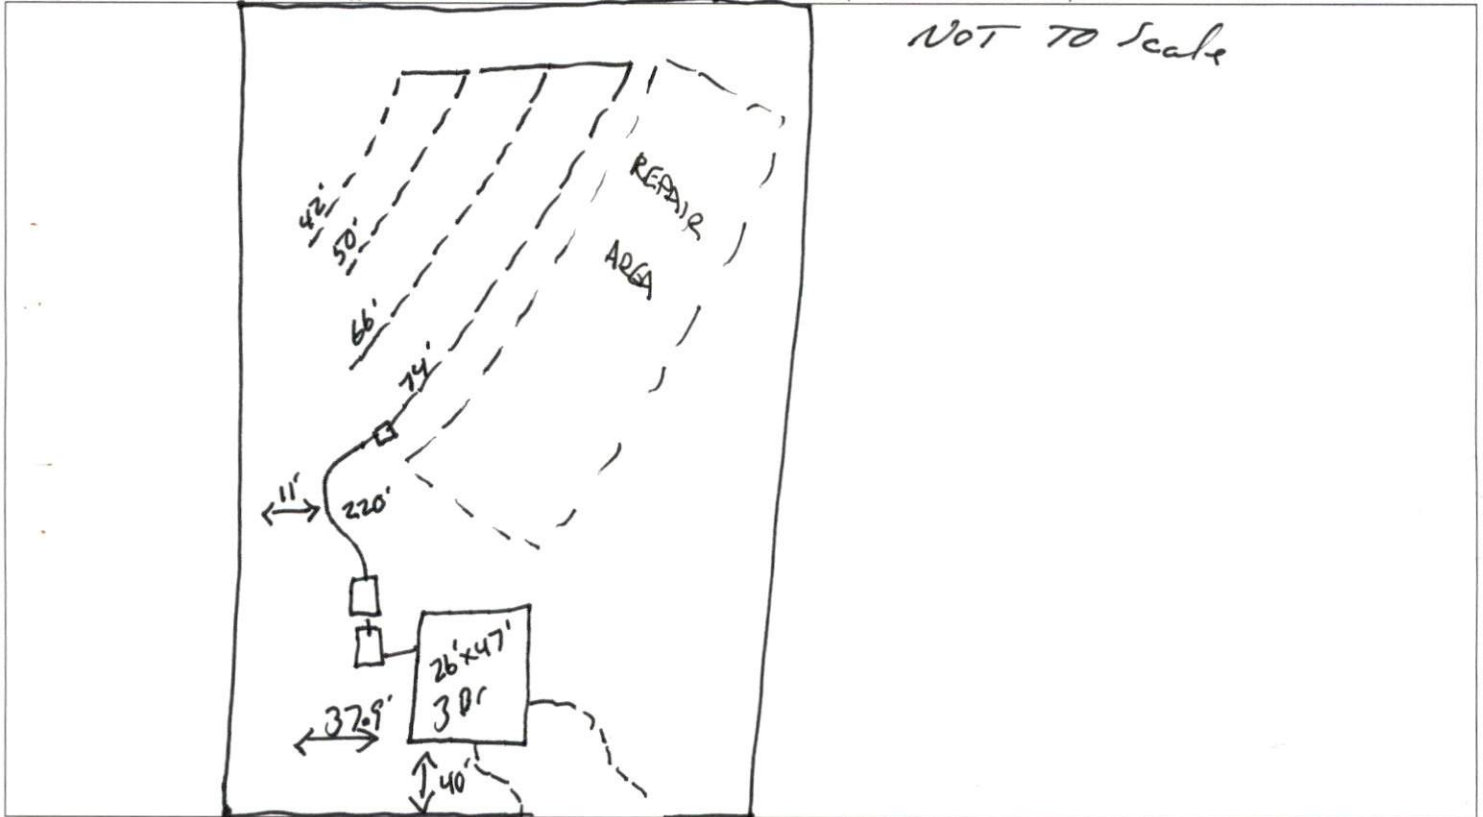 NOT TO Scale
REPAIR
AREA
42'
50'
66'
74'
11'
220'
26'x47'
3 Br
37.9'
40'